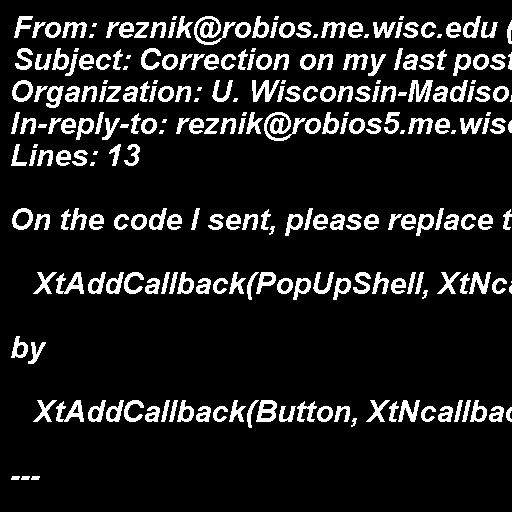 From: reznik@robios.me.wisc.edu (
Subject: Correction on my last post
Organization: U. Wisconsin-Madiso
In-reply-to: reznik@robios5.me.wisc
Lines: 13
On the code I sent, please replace t
XtAddCallback(PopUpShell, XtNca
by
XtAddCallback(Button, XtNcallbac
---